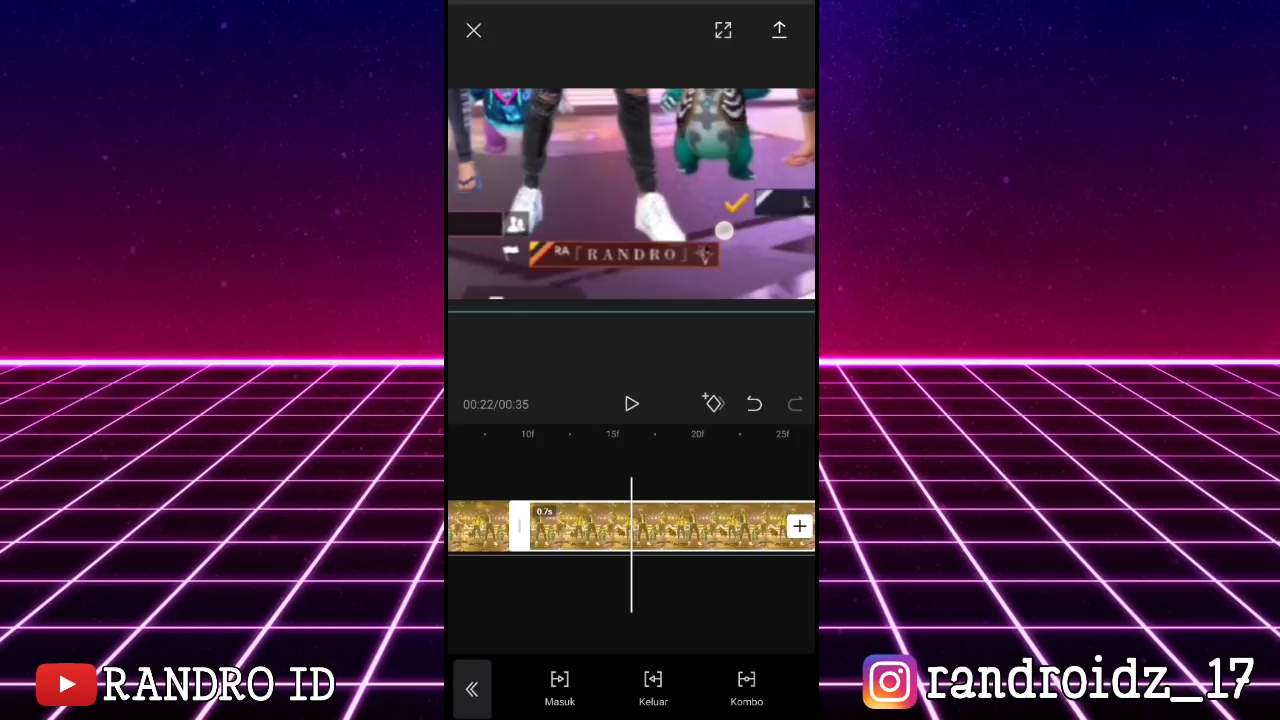 k
RA「RANDRO」
00:22/00:35
10f 15f 20f 25f
0.7s
Masuk Keluar Kombo
RANDRO ID
randroidz_17